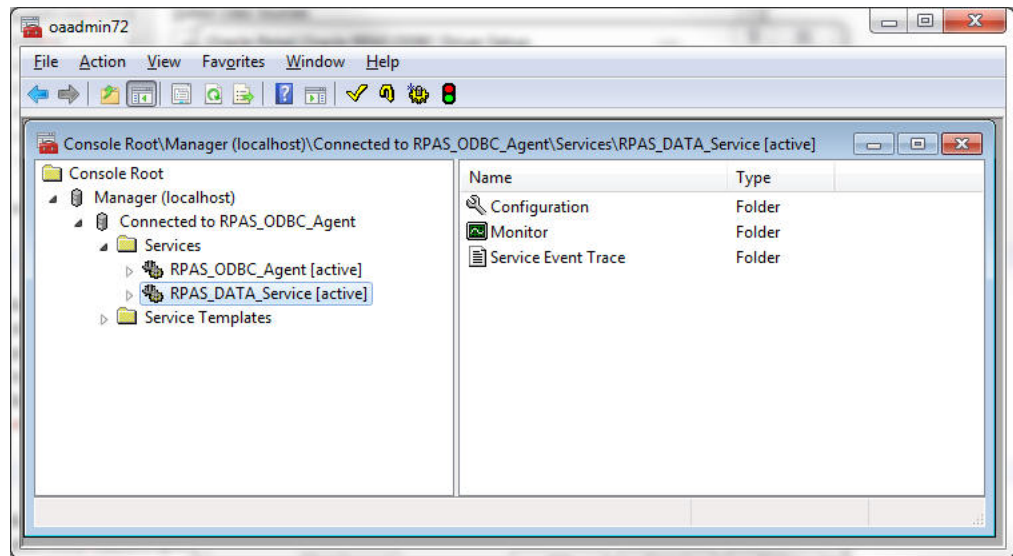 oaadmin72
File Action View Favorites Window Help
Console Root\Manager (localhost)\Connected to RPAS_ODBC_Agent\Services\RPAS_DATA_Service [active]
Console Root
Manager (localhost)
Connected to RPAS_ODBC_Agent
Services
RPAS_ODBC_Agent [active]
RPAS_DATA_Service [active]
Service Templates
Name Type
Configuration Folder
Monitor Folder
Service Event Trace Folder